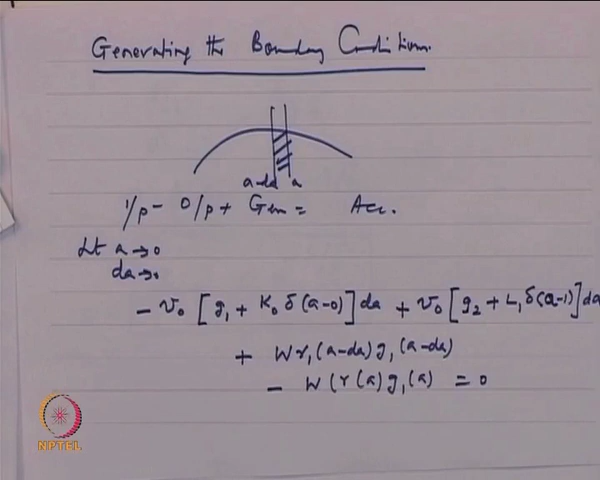 Generating the Boundary Conditions.
a-da a
I/p - O/p + Gen = Acc.
Lt a→0
da→0
- v₀ [g₁ + K₀ δ(a-0)] da + v₀ [g₂ + L₁ δ(a-1)] da
+ W r₁(a-da) g₁(a-da)
- W(r(a) g₁(a) = 0
NPTEL